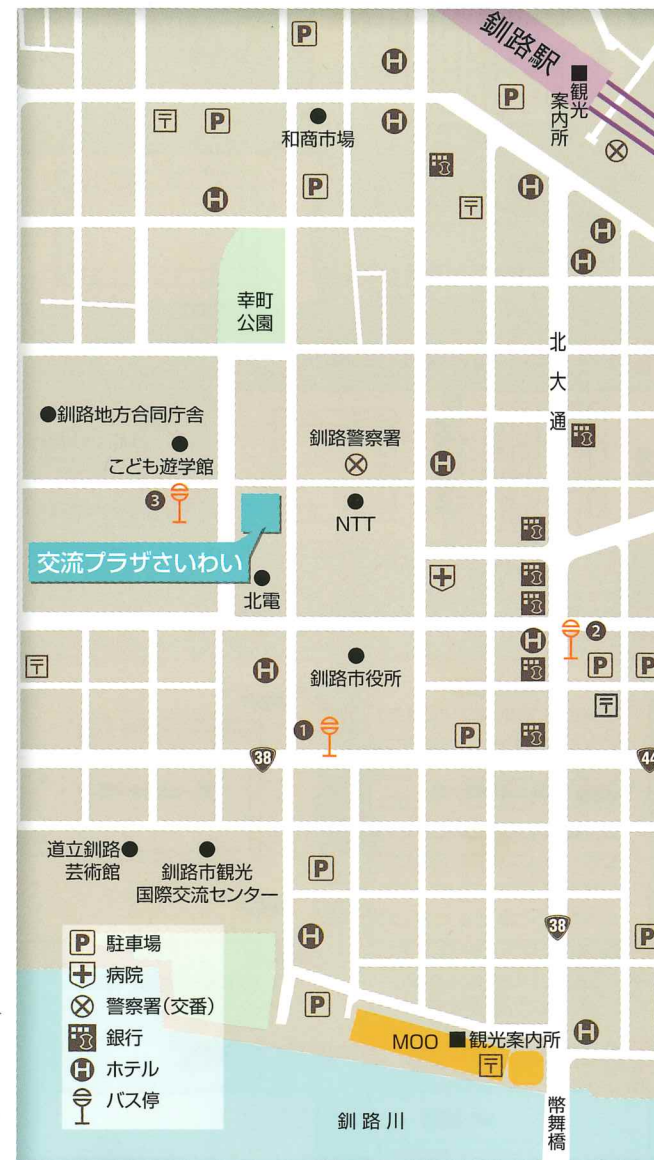 P
釧路駅
H
P
■観光
案内所
〒
P
和商市場
H
P
H
〒
H
H
H
幸町
公園
北大通
●釧路地方合同庁舎
こども遊学館
釧路警察署
H
3
NTT
交流プラザさいわい
北電
2
H
P
P
〒
H
釧路市役所
〒
1
P
38
44
道立釧路
芸術館
釧路市観光
国際交流センター
P
H
38
P
P 駐車場
病院
警察署(交番)
銀行
H ホテル
バス停
P
MOO ■観光案内所
〒
H
釧路川
幣舞橋